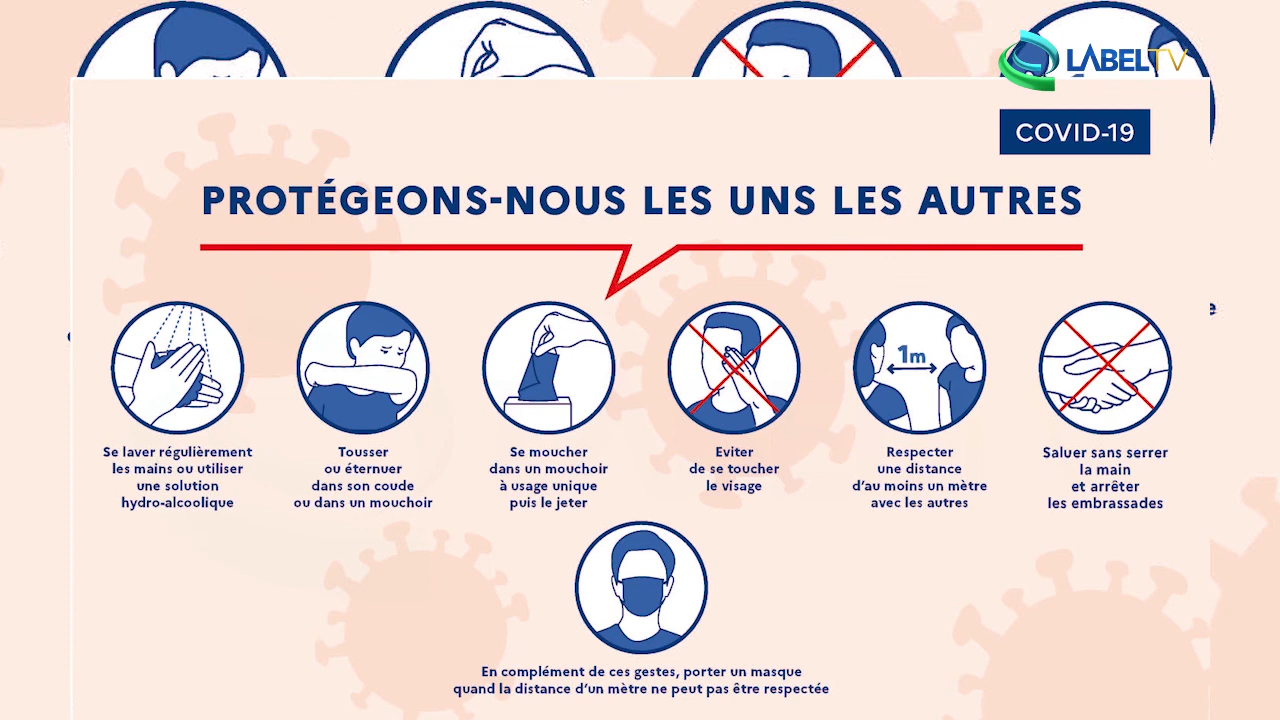 LABEL TV
COVID-19
PROTÉGEONS-NOUS LES UNS LES AUTRES
1m
Se laver régulièrement
les mains ou utiliser
une solution
hydro-alcoolique
Tousser
ou éternuer
dans son coude
ou dans un mouchoir
Se moucher
dans un mouchoir
à usage unique
puis le jeter
Eviter
de se toucher
le visage
Respecter
une distance
d’au moins un mètre
avec les autres
Saluer sans serrer
la main
et arrêter
les embrassades
En complément de ces gestes, porter un masque
quand la distance d’un mètre ne peut pas être respectée